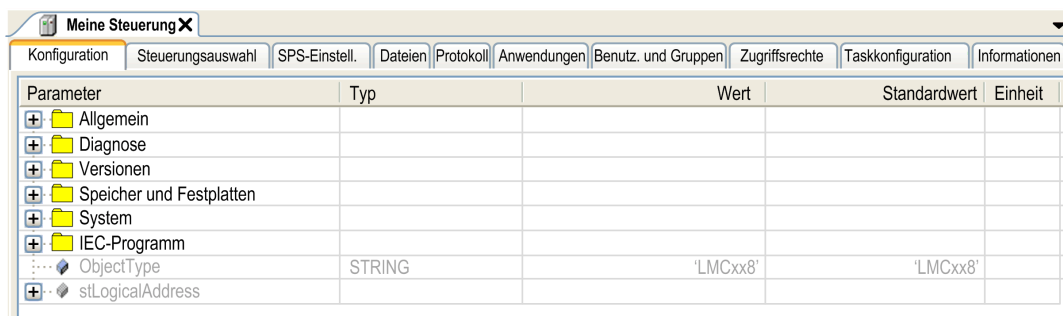 Meine Steuerung
Konfiguration Steuerungsauswahl SPS-Einstell. Dateien Protokoll Anwendungen Benutz. und Gruppen Zugriffsrechte Taskkonfiguration Informationen
Parameter Typ Wert Standardwert Einheit
Allgemein
Diagnose
Versionen
Speicher und Festplatten
System
IEC-Programm
ObjectType STRING 'LMCxx8' 'LMCxx8'
stLogicalAddress